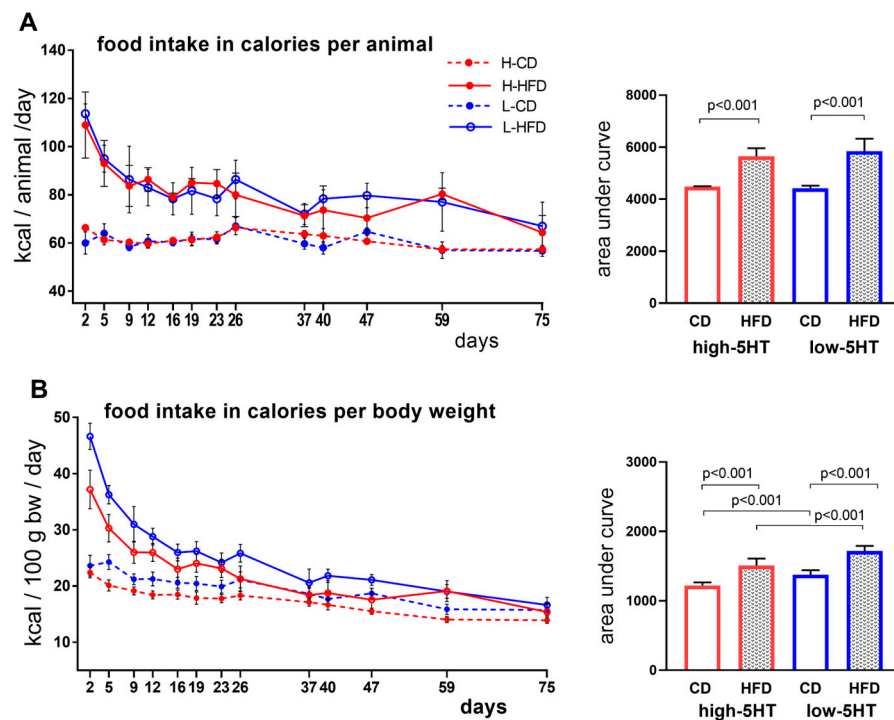 A
food intake in calories per animal
140
120
100
80
60
40
kcal / animal /day
H-CD
H-HFD
L-CD
L-HFD
2 5 9 12 16 19 23 26 37 40 47 59 75
days
8000
6000
4000
2000
0
area under curve
p<0.001 p<0.001
CD HFD CD HFD
high-5HT low-5HT
B
food intake in calories per body weight
50
40
30
20
10
kcal / 100 g bw / day
2 5 9 12 16 19 23 26 37 40 47 59 75
days
3000
2000
1000
0
area under curve
p<0.001 p<0.001
p<0.001
p<0.001
CD HFD CD HFD
high-5HT low-5HT